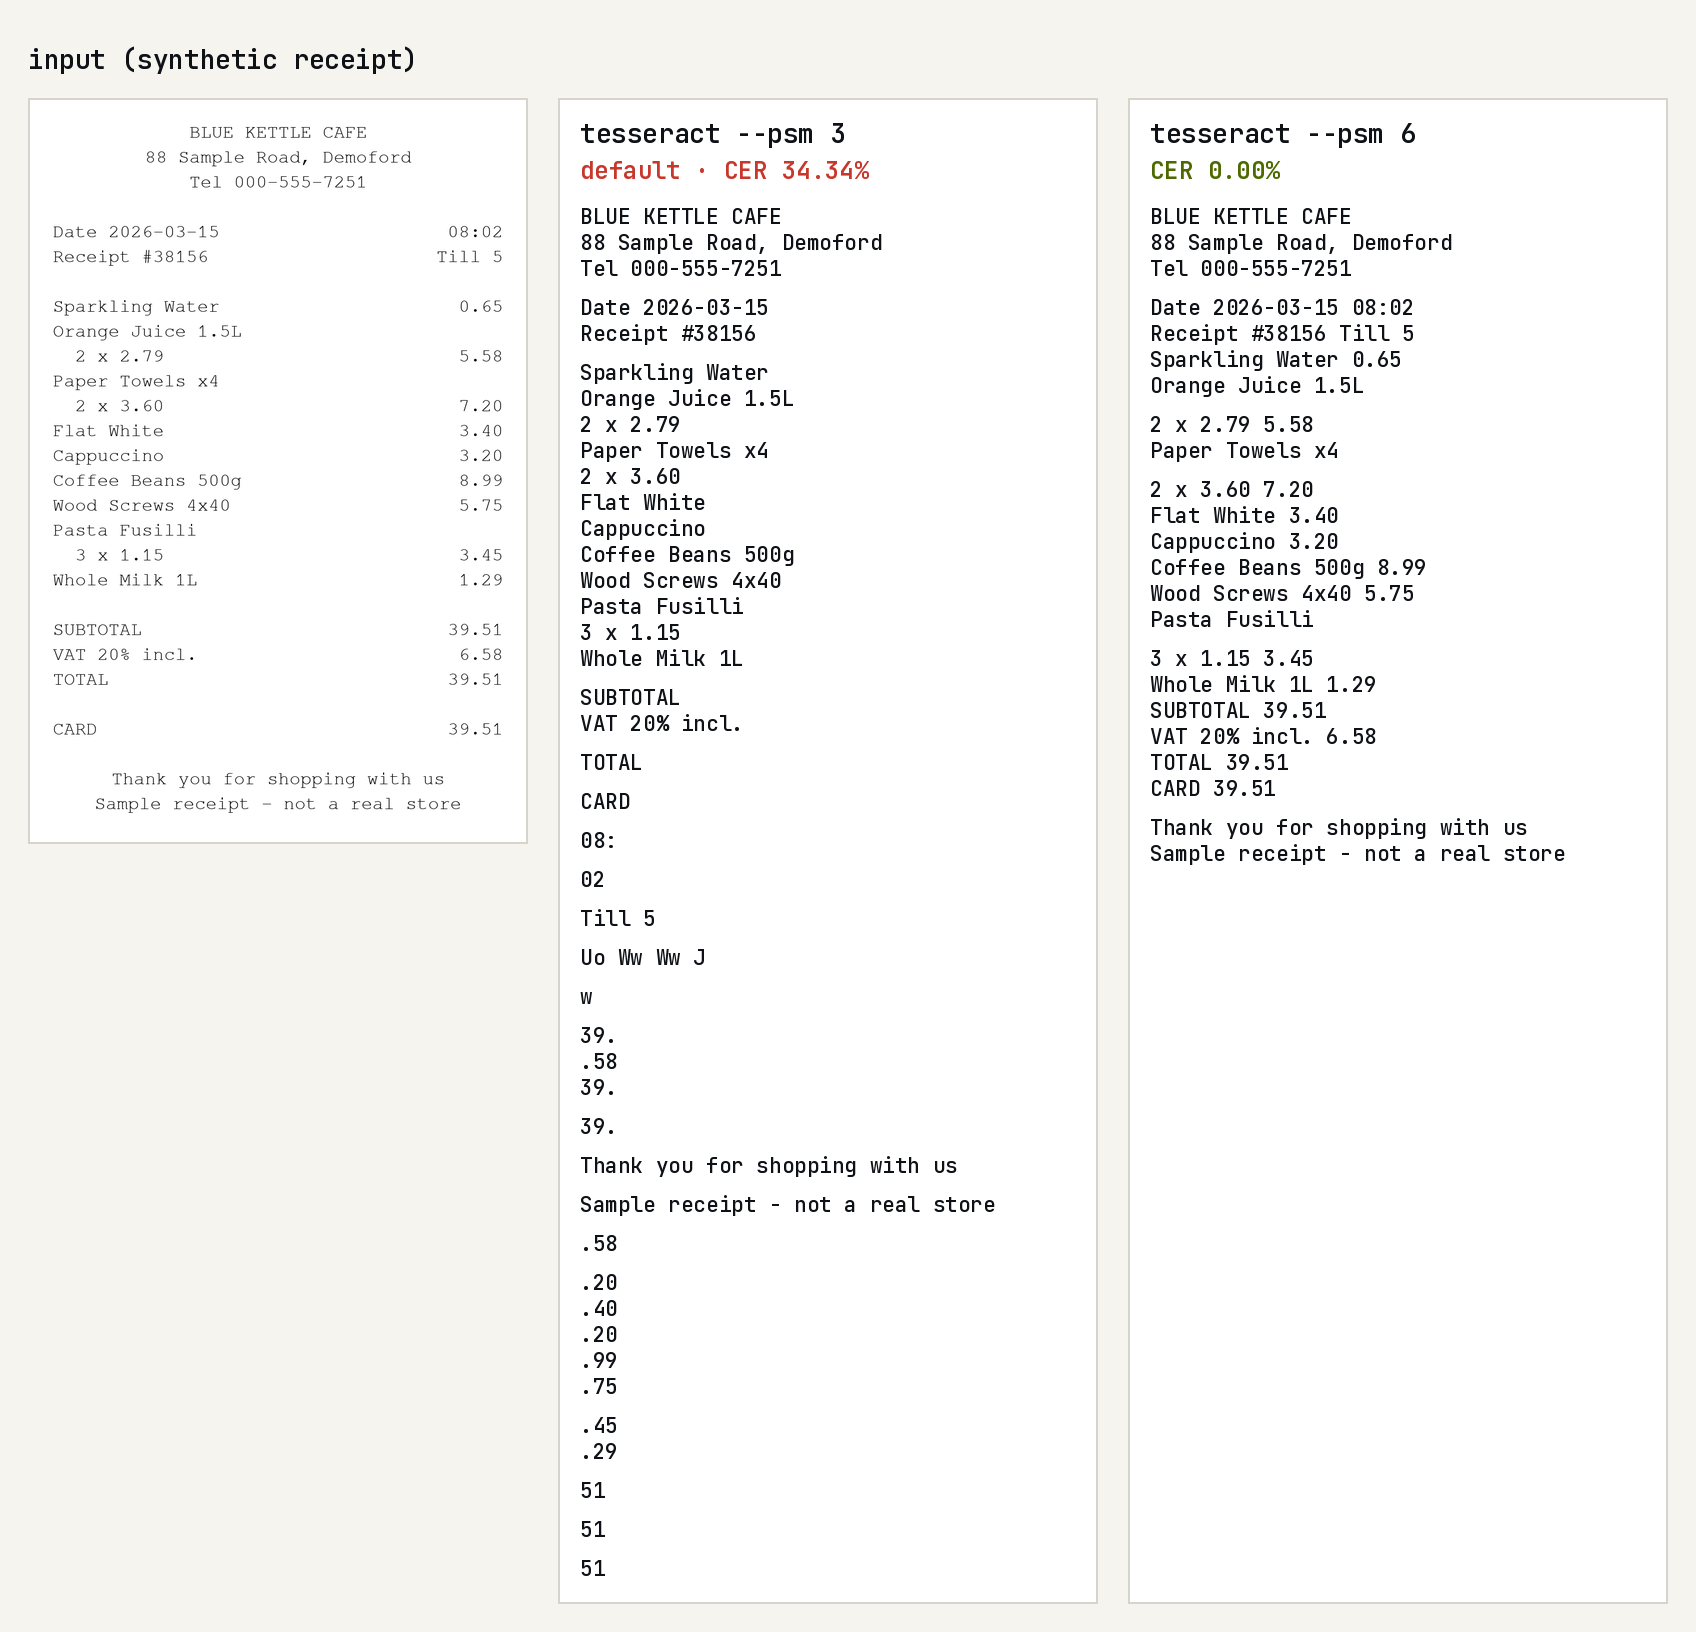 input (synthetic receipt)
BLUE KETTLE CAFE
88 Sample Road, Demoford
Tel 000-555-7251
Date 2026-03-15 08:02
Receipt #38156 Till 5
Sparkling Water 0.65
Orange Juice 1.5L
2 x 2.79 5.58
Paper Towels x4
2 x 3.60 7.20
Flat White 3.40
Cappuccino 3.20
Coffee Beans 500g 8.99
Wood Screws 4x40 5.75
Pasta Fusilli
3 x 1.15 3.45
Whole Milk 1L 1.29
SUBTOTAL 39.51
VAT 20% incl. 6.58
TOTAL 39.51
CARD 39.51
Thank you for shopping with us
Sample receipt - not a real store
tesseract --psm 3
default · CER 34.34%
BLUE KETTLE CAFE
88 Sample Road, Demoford
Tel 000-555-7251
Date 2026-03-15
Receipt #38156
Sparkling Water
Orange Juice 1.5L
2 x 2.79
Paper Towels x4
2 x 3.60
Flat White
Cappuccino
Coffee Beans 500g
Wood Screws 4x40
Pasta Fusilli
3 x 1.15
Whole Milk 1L
SUBTOTAL
VAT 20% incl.
TOTAL
CARD
08:
02
Till 5
Uo Ww Ww J
w
39.
.58
39.
39.
Thank you for shopping with us
Sample receipt - not a real store
.58
.20
.40
.20
.99
.75
.45
.29
51
51
51
tesseract --psm 6
CER 0.00%
BLUE KETTLE CAFE
88 Sample Road, Demoford
Tel 000-555-7251
Date 2026-03-15 08:02
Receipt #38156 Till 5
Sparkling Water 0.65
Orange Juice 1.5L
2 x 2.79 5.58
Paper Towels x4
2 x 3.60 7.20
Flat White 3.40
Cappuccino 3.20
Coffee Beans 500g 8.99
Wood Screws 4x40 5.75
Pasta Fusilli
3 x 1.15 3.45
Whole Milk 1L 1.29
SUBTOTAL 39.51
VAT 20% incl. 6.58
TOTAL 39.51
CARD 39.51
Thank you for shopping with us
Sample receipt - not a real store